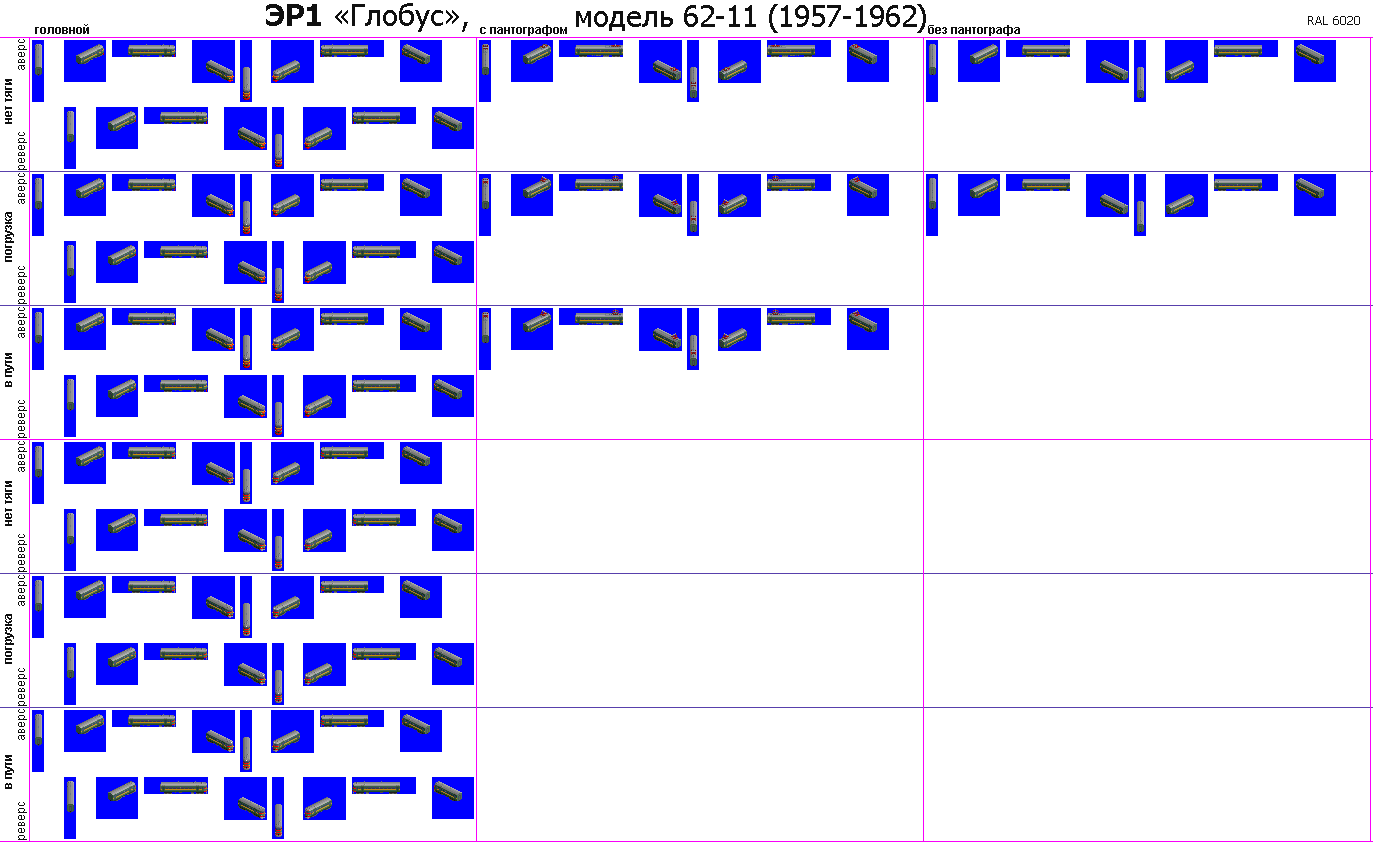 ЭР1 «Глобус», модель 62-11 (1957-1962)
RAL 6020
головной
с пантографом
без пантографа
нет тяги
аверс
реверс
погрузка
аверс
реверс
в пути
аверс
реверс
нет тяги
аверс
реверс
погрузка
аверс
реверс
в пути
аверс
реверс